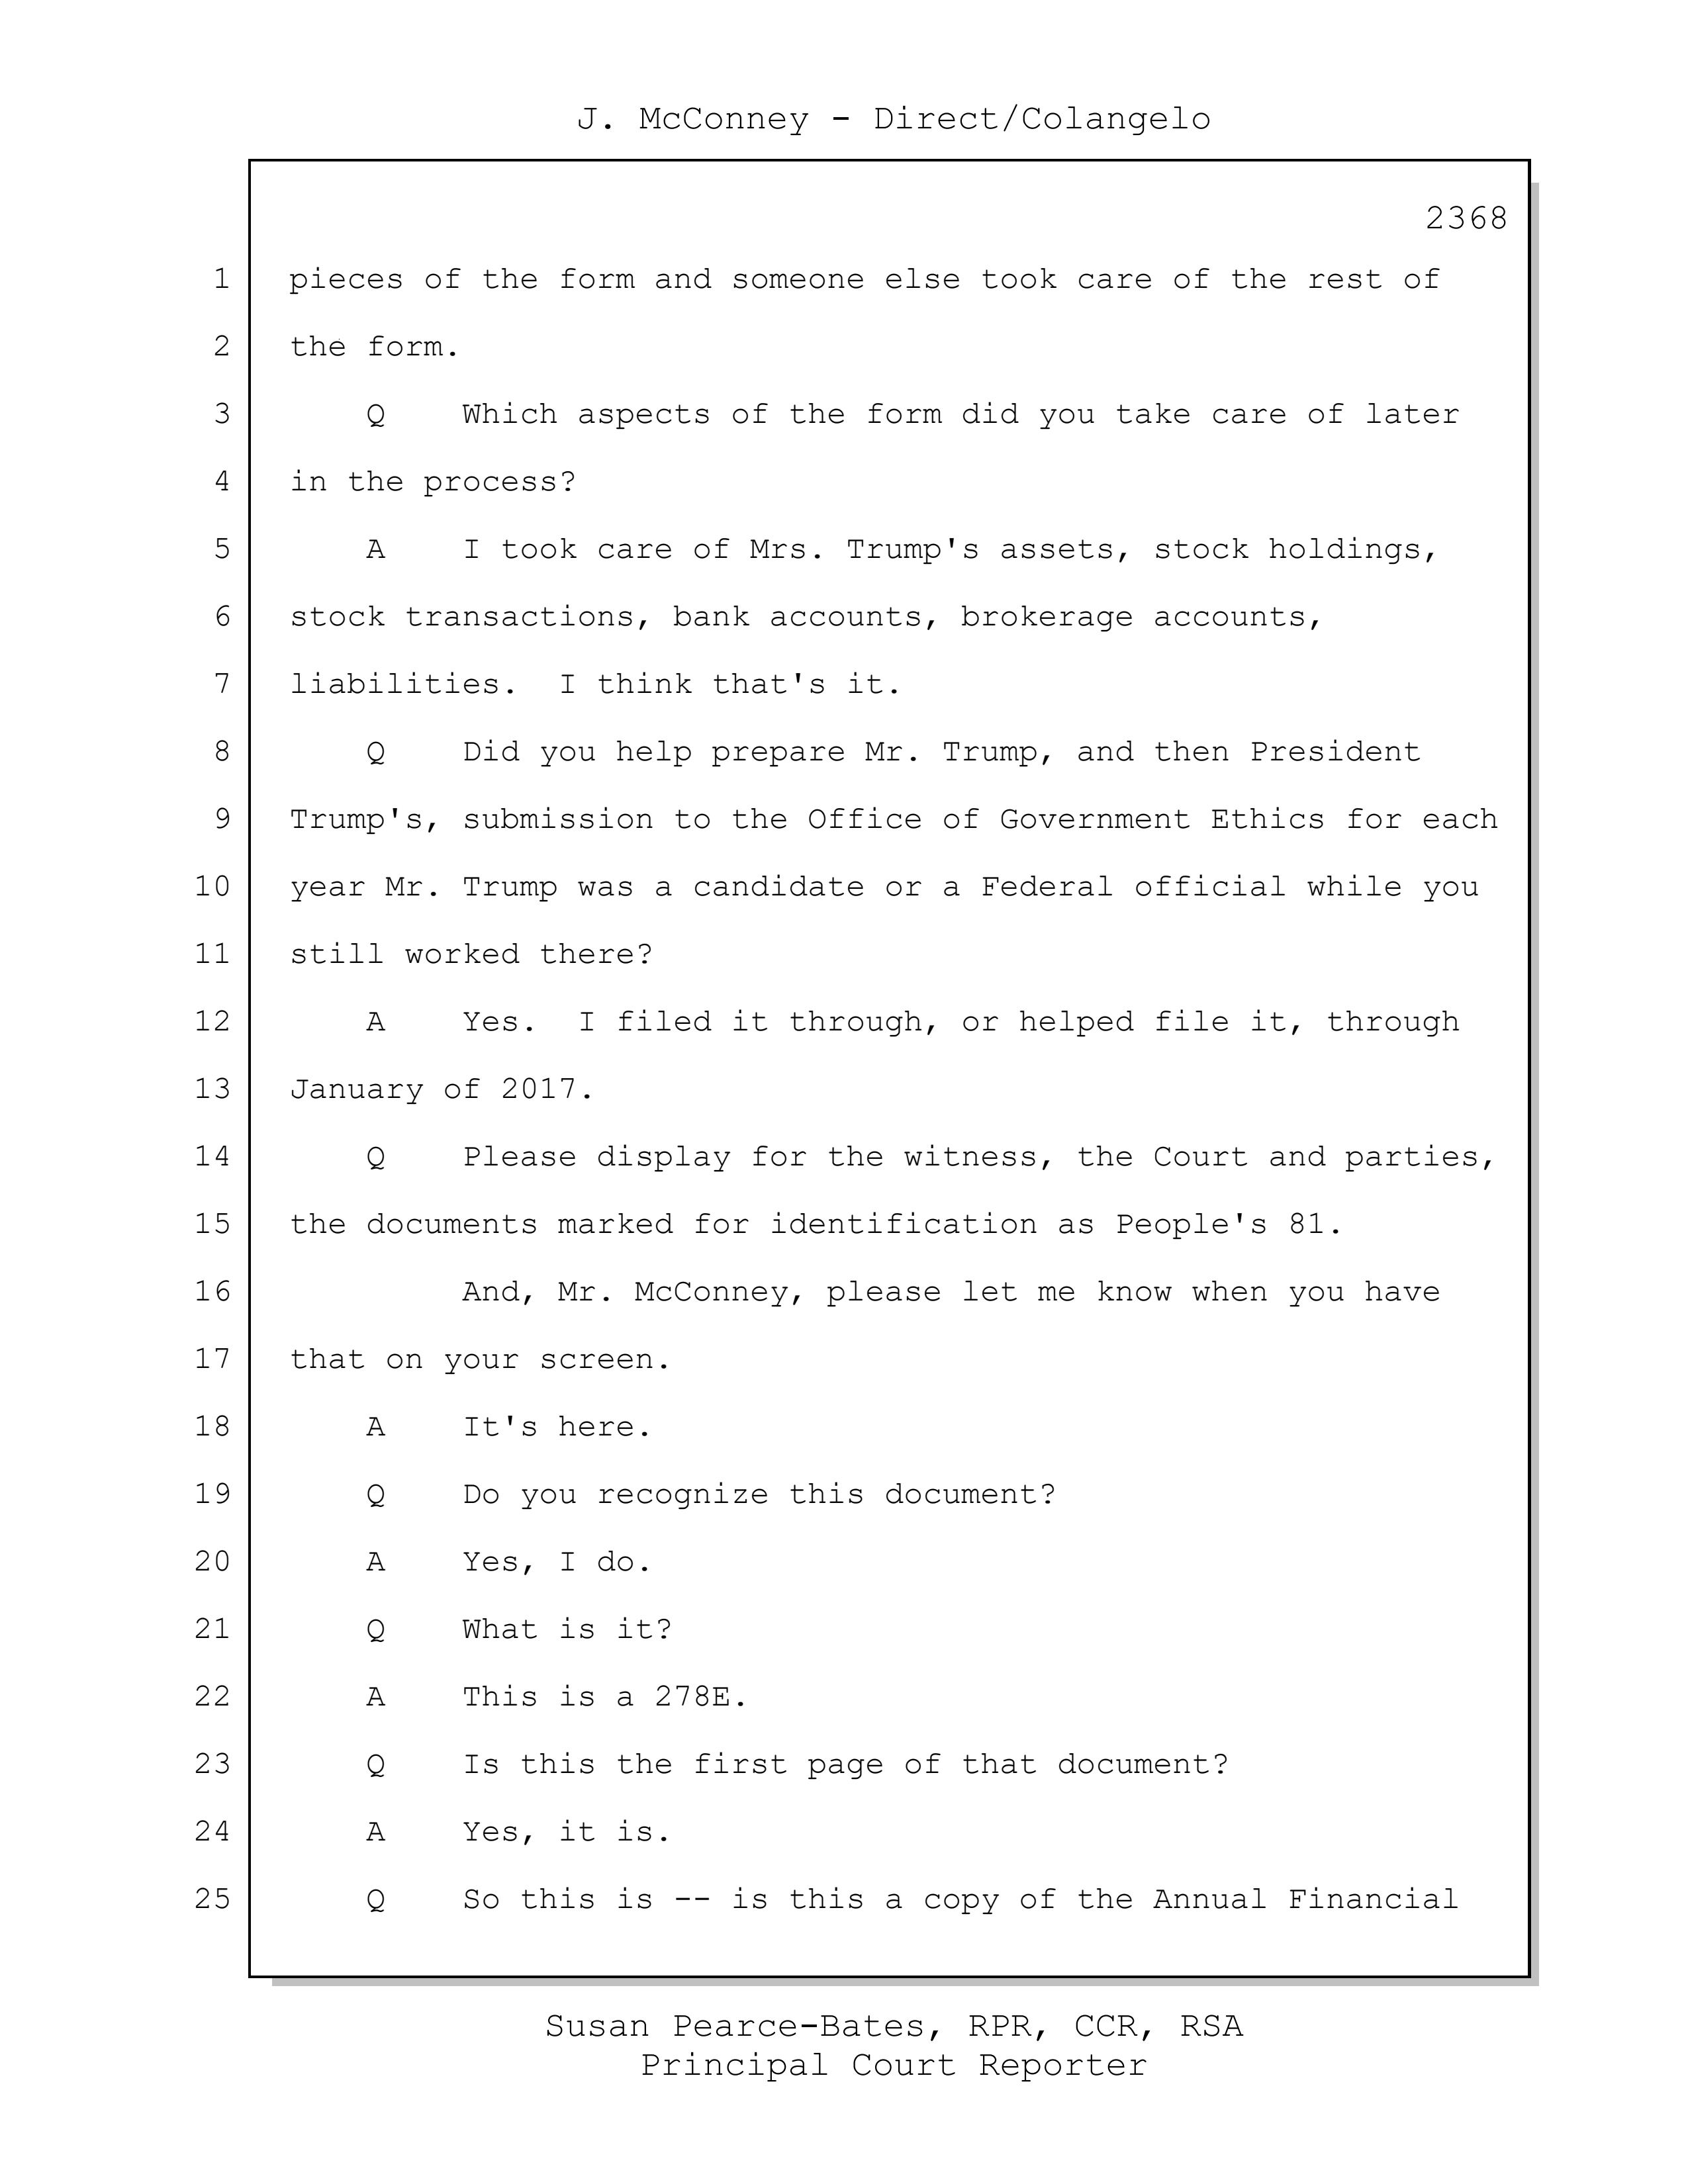 J. McConney - Direct/Colangelo
2368
1 pieces of the form and someone else took care of the rest of
2 the form.
3 Q Which aspects of the form did you take care of later
4 in the process?
5 A I took care of Mrs. Trump's assets, stock holdings,
6 stock transactions, bank accounts, brokerage accounts,
7 liabilities. I think that's it.
8 Q Did you help prepare Mr. Trump, and then President
9 Trump's, submission to the Office of Government Ethics for each
10 year Mr. Trump was a candidate or a Federal official while you
11 still worked there?
12 A Yes. I filed it through, or helped file it, through
13 January of 2017.
14 Q Please display for the witness, the Court and parties,
15 the documents marked for identification as People's 81.
16 And, Mr. McConney, please let me know when you have
17 that on your screen.
18 A It's here.
19 Q Do you recognize this document?
20 A Yes, I do.
21 Q What is it?
22 A This is a 278E.
23 Q Is this the first page of that document?
24 A Yes, it is.
25 Q So this is -- is this a copy of the Annual Financial
Susan Pearce-Bates, RPR, CCR, RSA
Principal Court Reporter